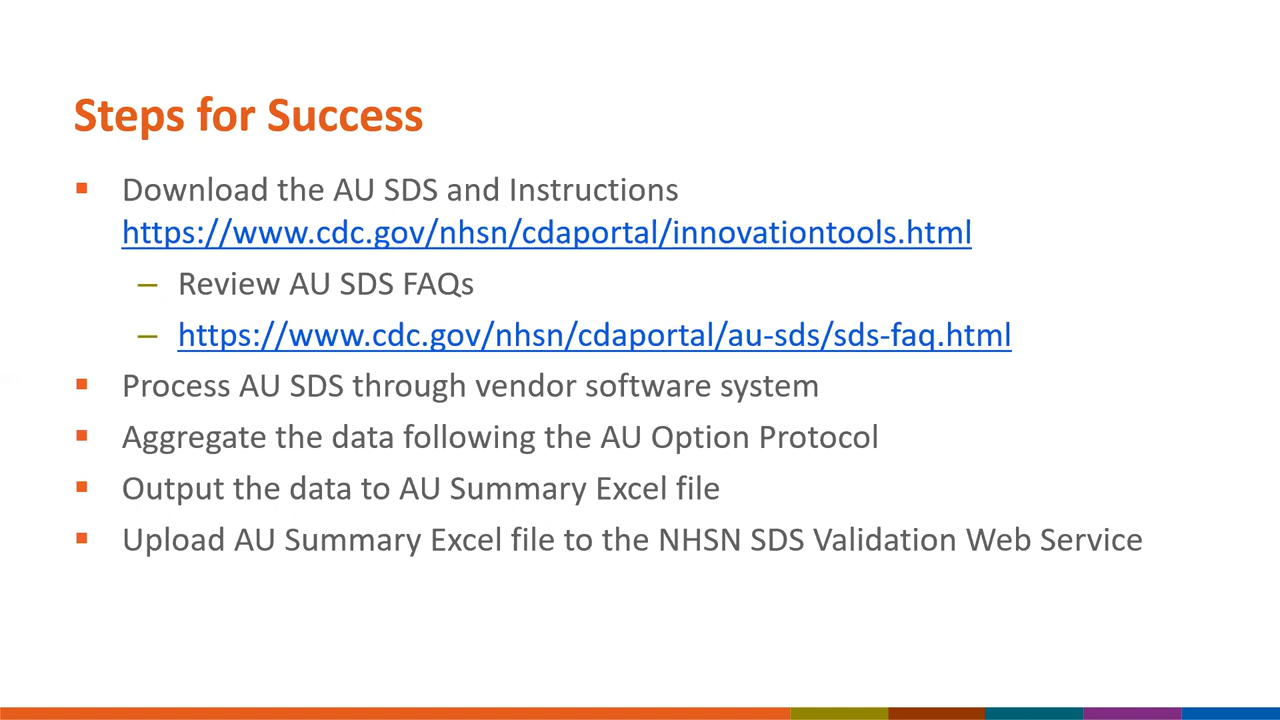 Steps for Success
▪ Download the AU SDS and Instructions
https://www.cdc.gov/nhsn/cdaportal/innovationtools.html
– Review AU SDS FAQs
– https://www.cdc.gov/nhsn/cdaportal/au-sds/sds-faq.html
▪ Process AU SDS through vendor software system
▪ Aggregate the data following the AU Option Protocol
▪ Output the data to AU Summary Excel file
▪ Upload AU Summary Excel file to the NHSN SDS Validation Web Service